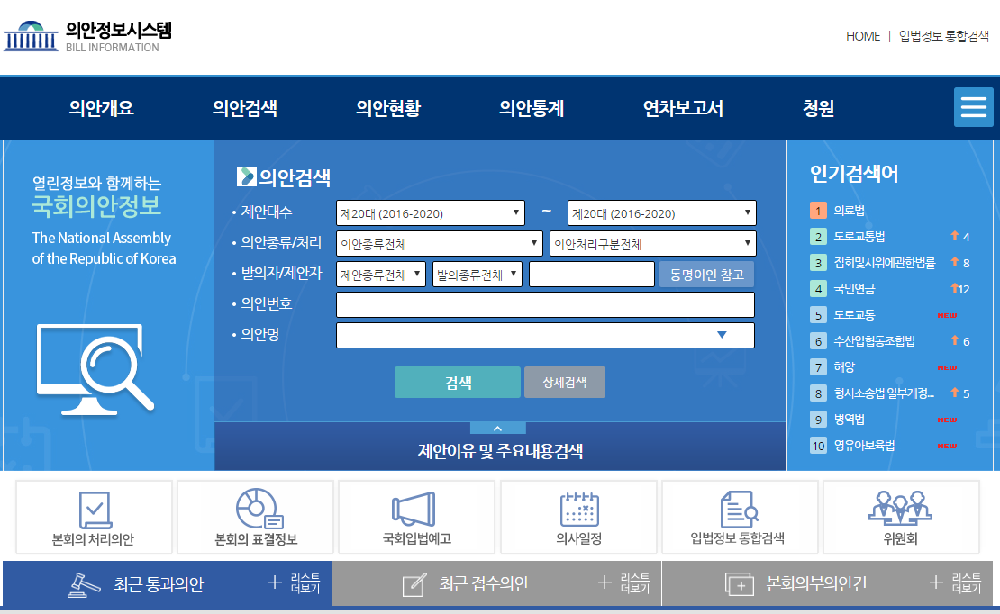 의안정보시스템
BILL INFORMATION
HOME | 입법정보 통합검색
의안개요 의안검색 의안현황 의안통계 연차보고서 청원
열린정보와 함께하는
국회의안정보
The National Assembly
of the Republic of Korea
의안검색
• 제안대수 제20대 (2016-2020) ~ 제20대 (2016-2020)
• 의안종류/처리 의안종류전체 의안처리구분전체
• 발의자/제안자 제안종류전체 발의종류전체 동명이인 참고
• 의안번호
• 의안명
검색 상세검색
제안이유 및 주요내용검색
인기검색어
1 의료법
2 도로교통법 4
3 집회및시위에관한법률 8
4 국민연금 12
5 도로교통 NEW
6 수산업협동조합법 6
7 해양 NEW
8 형사소송법 일부개정... 5
9 병역법 NEW
10 영유아보육법 NEW
본회의 처리의안 본회의 표결정보 국회입법예고 의사일정 입법정보 통합검색 위원회
최근 통과의안 + 리스트 더보기
최근 접수의안 + 리스트 더보기
본회의부의안건 + 리스트 더보기